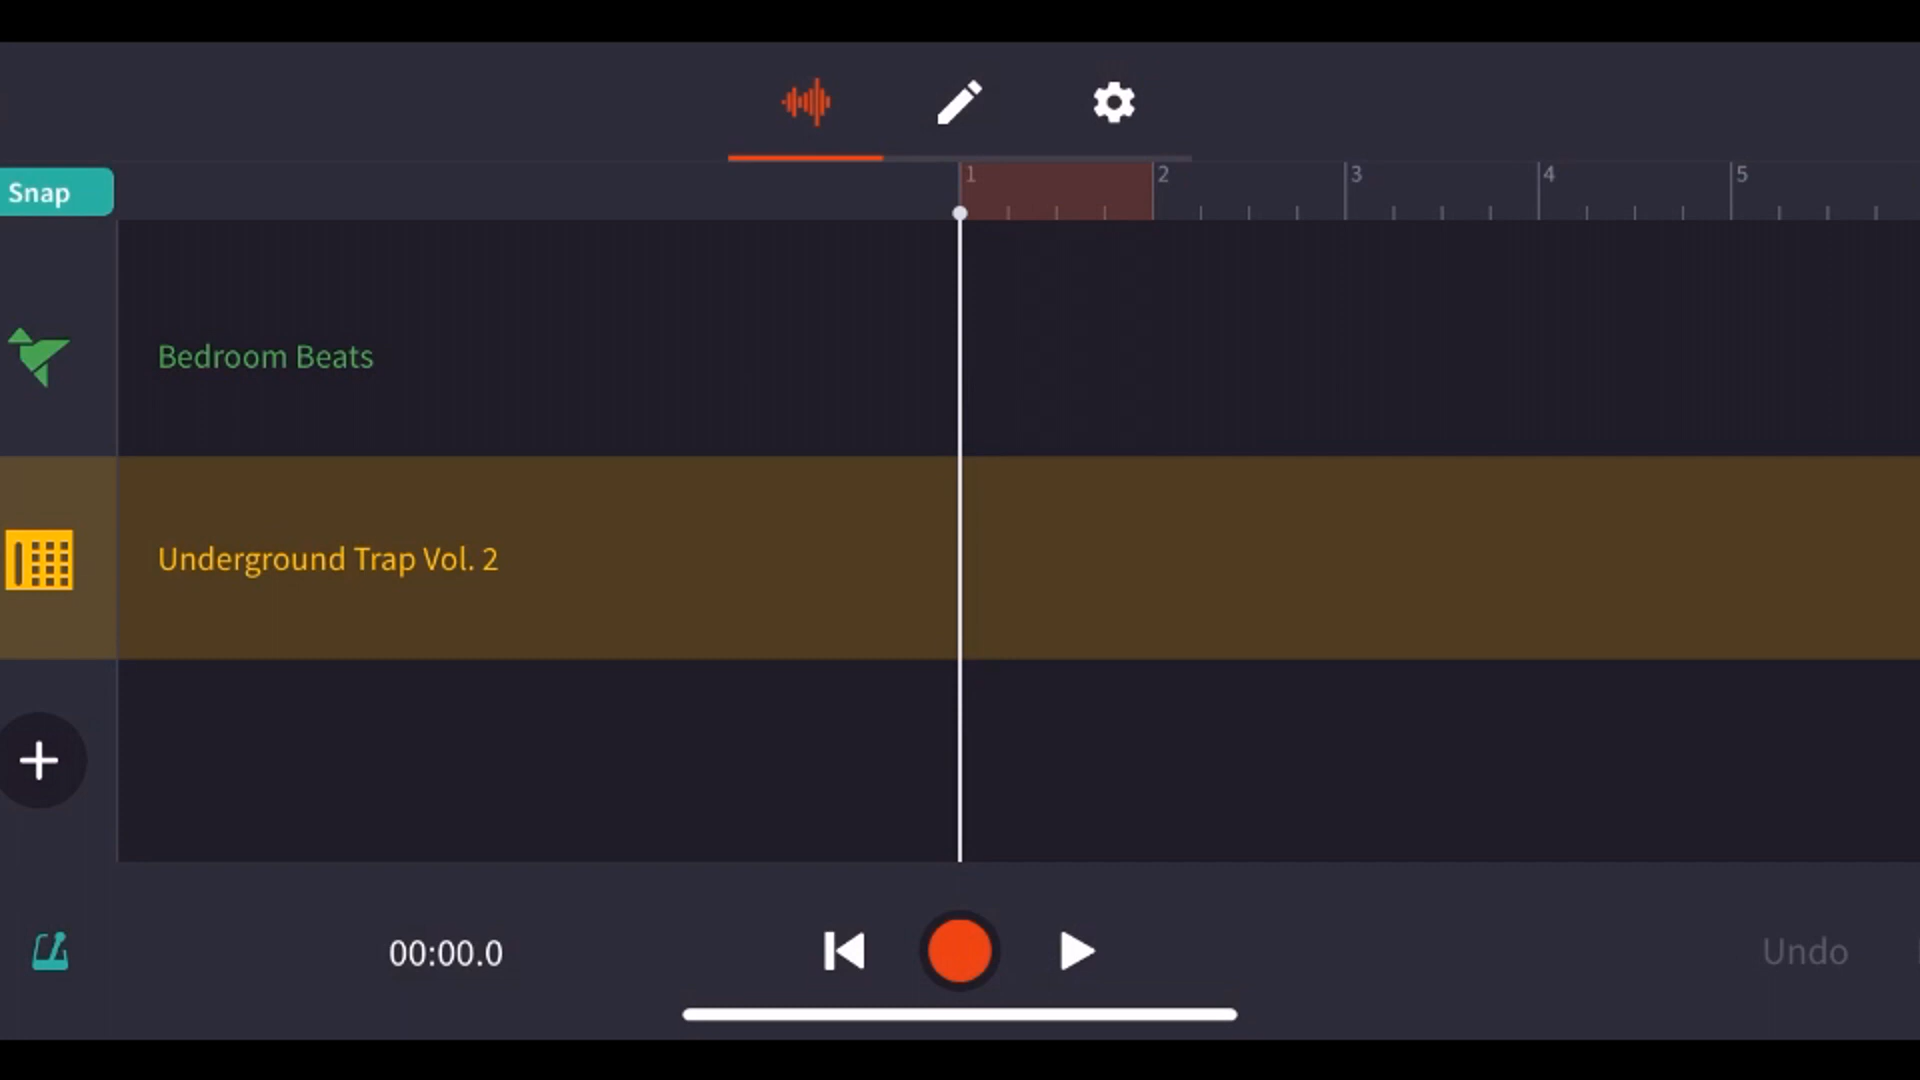 Snap
1 2 3 4 5
Bedroom Beats
Underground Trap Vol. 2
00:00.0
Undo